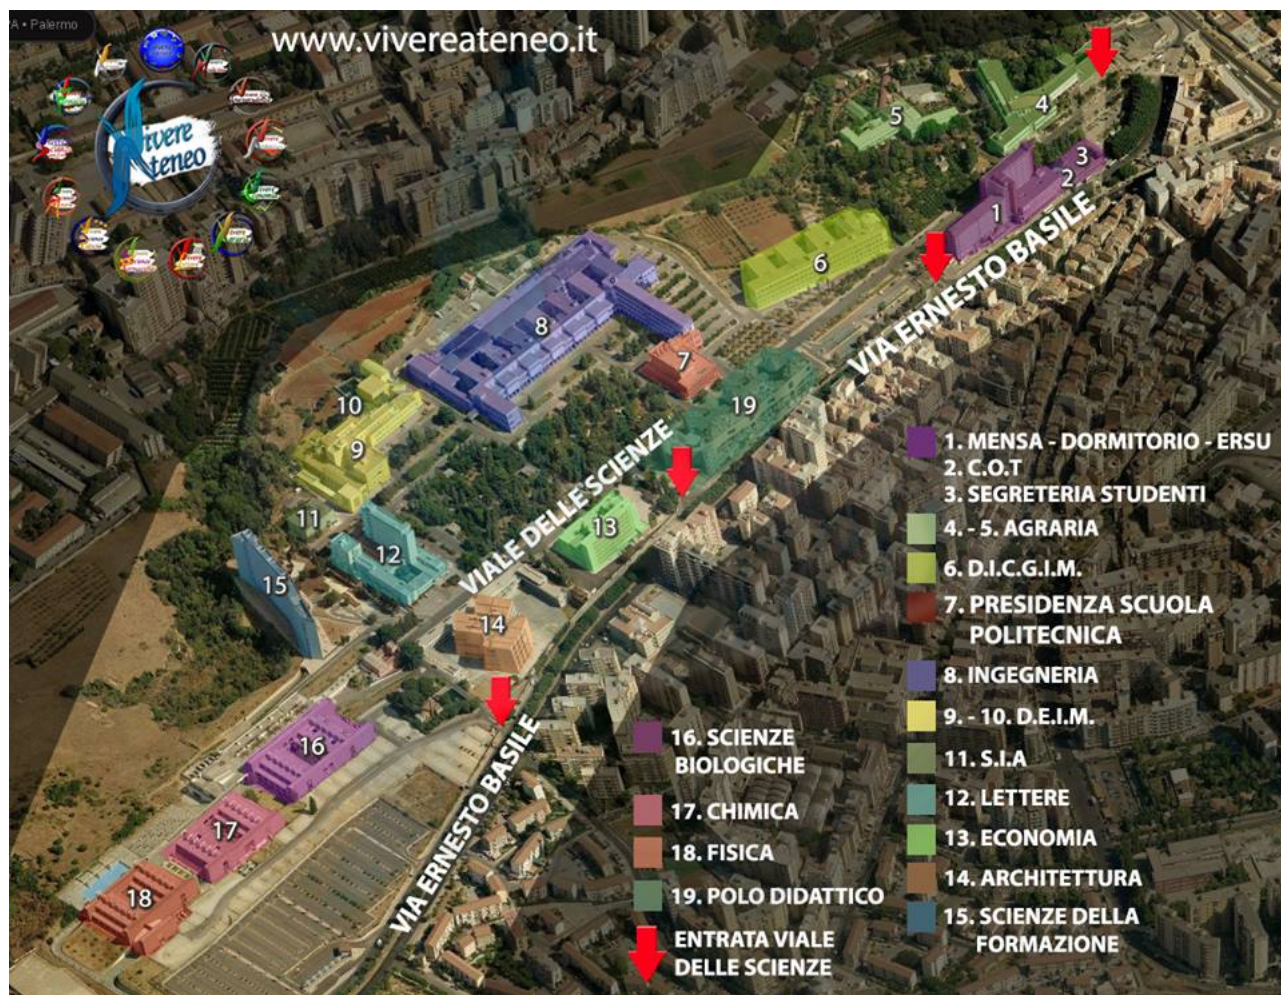 A • Palermo
www.vivereateneo.it
Vivere
Ateneo
5
4
3
2
1
6
8
7
10
19
9
11
13
12
15
14
16
17
18
VIA ERNESTO BASILE
VIALE DELLE SCIENZE
VIA ERNESTO BASILE
1. MENSA - DORMITORIO - ERSU
2. C.O.T
3. SEGRETERIA STUDENTI
4. - 5. AGRARIA
6. D.I.C.G.I.M.
7. PRESIDENZA SCUOLA
POLITECNICA
8. INGEGNERIA
9. - 10. D.E.I.M.
11. S.I.A
12. LETTERE
13. ECONOMIA
14. ARCHITETTURA
15. SCIENZE DELLA
FORMAZIONE
16. SCIENZE
BIOLOGICHE
17. CHIMICA
18. FISICA
19. POLO DIDATTICO
ENTRATA VIALE
DELLE SCIENZE